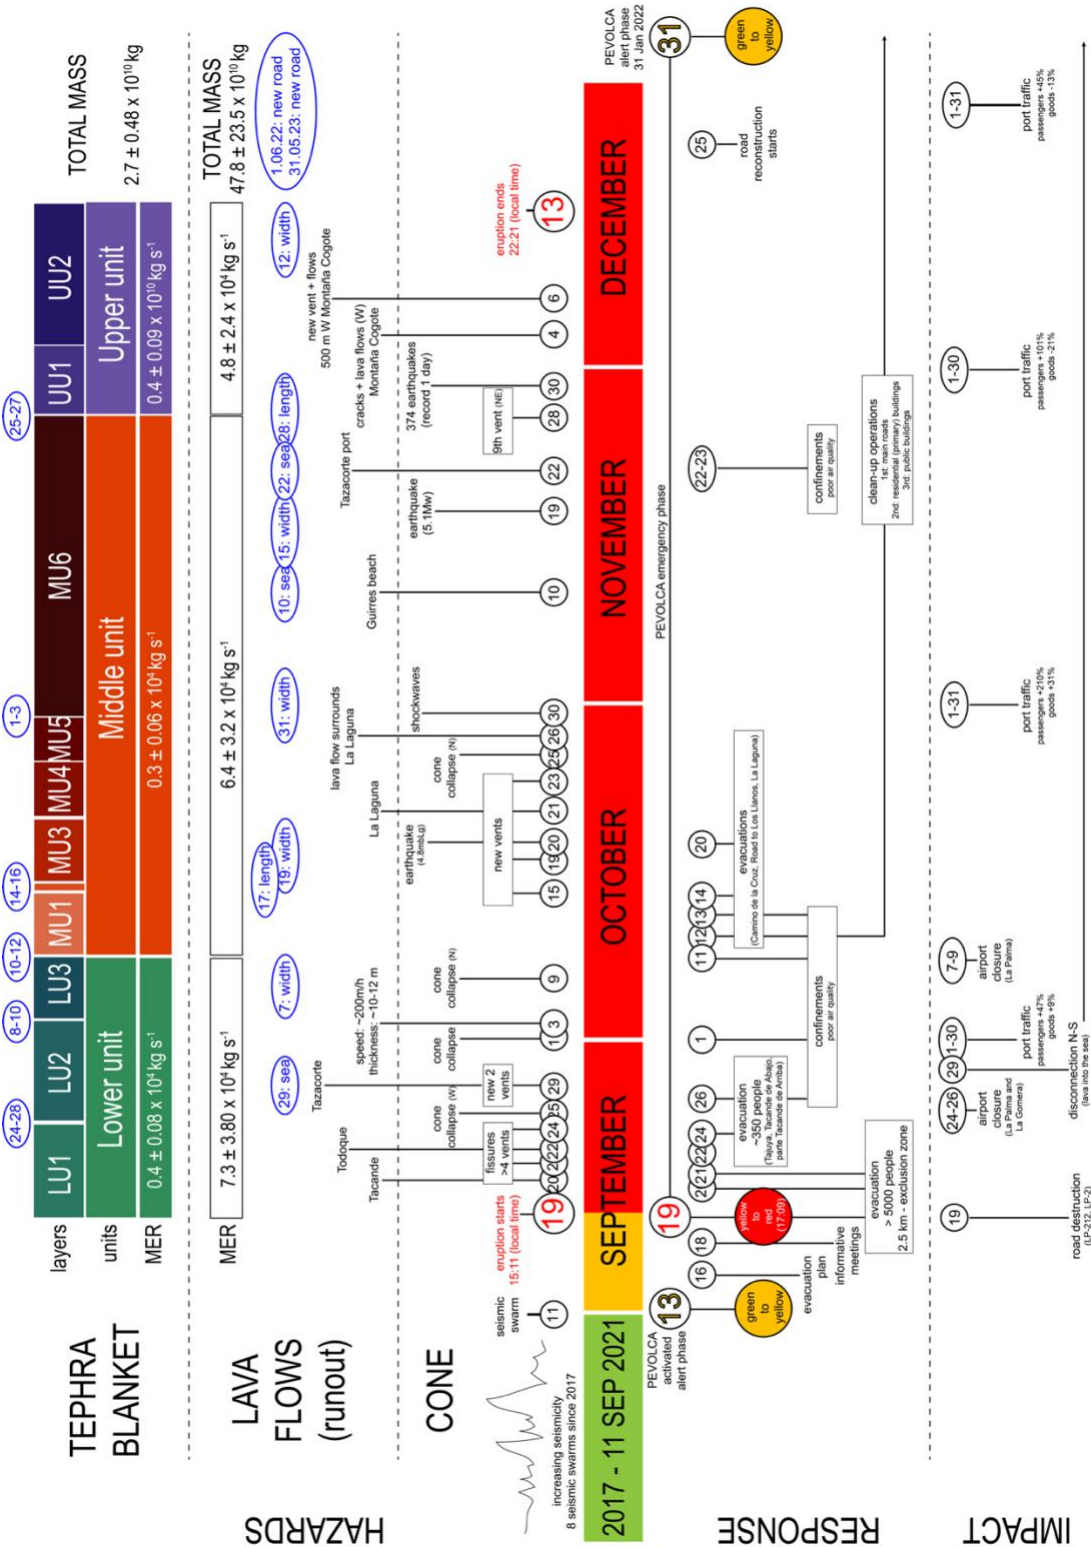 TEPHRA
BLANKET
layers
units
MER
24-28
8-10
10-12
14-16
1-3
25-27
LU1
LU2
LU3
MU1
MU3
MU4
MU5
MU6
UU1
UU2
Lower unit
Middle unit
Upper unit
0.4 ± 0.08 x 10⁴ kg s⁻¹
0.3 ± 0.06 x 10⁴ kg s⁻¹
0.4 ± 0.09 x 10¹⁰ kg s⁻¹
TOTAL MASS
2.7 ± 0.48 x 10¹⁰ kg
HAZARDS
LAVA
FLOWS
(runout)
MER
7.3 ± 3.80 x 10⁴ kg s⁻¹
6.4 ± 3.2 x 10⁴ kg s⁻¹
4.8 ± 2.4 x 10⁴ kg s⁻¹
TOTAL MASS
47.8 ± 23.5 x 10¹⁰ kg
29: sea
7: width
17: length
19: width
31: width
10: sea
15: width
22: sea
28: length
12: width
1.06.22: new road
31.05.23: new road
Tacande
Todoque
Tazacorte
speed: ~200m/h
thickness: ~10-12 m
La Laguna
lava flow surrounds
La Laguna
Guirres beach
Tazacorte port
cracks + lava flows (W)
Montaña Cogote
new vent + flows
500 m W Montaña Cogote
CONE
increasing seismicity
8 seismic swarms since 2017
seismic
swarm
11
eruption starts
15:11 (local time)
19
fissures
>4 vents
cone
collapse (W)
new 2
vents
cone
collapse
cone
collapse (N)
earthquake
(4.8mbLg)
new vents
cone
collapse (N)
shockwaves
earthquake
(5.1Mw)
9th vent (NE)
374 earthquakes
(record 1 day)
eruption ends
22:21 (local time)
20
22
24
25
29
1
3
9
15
19
20
21
23
25
26
30
10
19
22
28
30
4
6
13
2017 - 11 SEP 2021
SEPTEMBER
OCTOBER
NOVEMBER
DECEMBER
RESPONSE
PEVOLCA
activated
alert phase
13
green
to
yellow
16
evacuation
plan
18
informative
meetings
19
yellow
to
red
(17:09)
PEVOLCA emergency phase
PEVOLCA
alert phase
31 Jan 2022
31
green
to
yellow
20
21
22
24
26
1
11
12
13
14
20
22-23
25
evacuation
> 5000 people
2.5 km - exclusion zone
evacuation
~350 people
(Tajuya, Tacande de Abajo,
parte Tacande de Arriba)
confinements
poor air quality
evacuations
(Camino de la Cruz, Road to Los Llanos, La Laguna)
confinements
poor air quality
clean-up operations
1st: main roads
2nd: residential (primary) buildings
3rd: public buildings
road
reconstruction
starts
IMPACT
19
road destruction
(LP-212, LP-2)
24-26
airport
closure
(La Palma and
La Gomera)
29
disconnection N-S
(lava into the sea)
1-30
port traffic
passengers +47%
goods +9%
7-9
airport
closure
(La Palma)
1-31
port traffic
passengers +210%
goods +31%
1-30
port traffic
passengers +101%
goods -21%
1-31
port traffic
passengers +45%
goods -13%